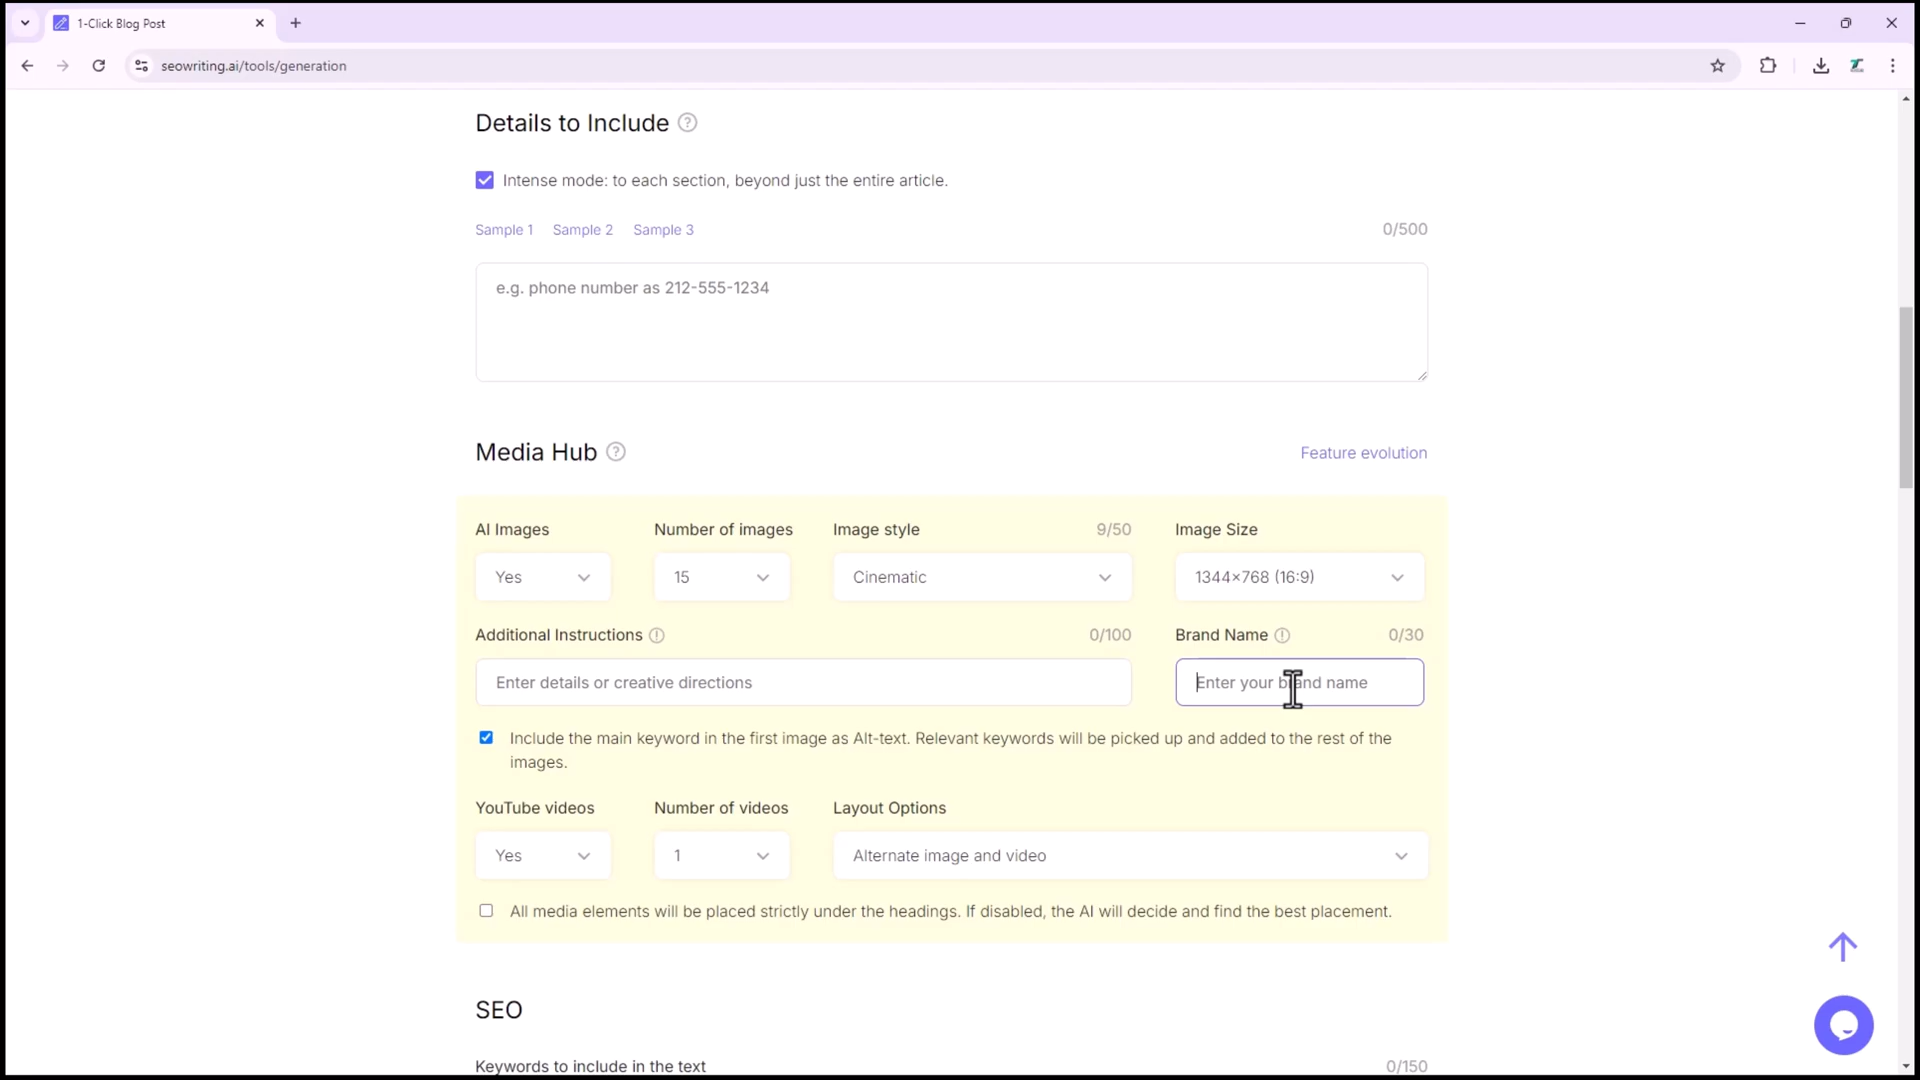 1-Click Blog Post
seowriting.ai/tools/generation
Details to Include
Intense mode: to each section, beyond just the entire article.
Sample 1 Sample 2 Sample 3 0/500
e.g. phone number as 212-555-1234
Media Hub Feature evolution
AI Images Number of images Image style 9/50 Image Size
Yes 15 Cinematic 1344×768 (16:9)
Additional Instructions 0/100 Brand Name 0/30
Enter details or creative directions Enter your brand name
Include the main keyword in the first image as Alt-text. Relevant keywords will be picked up and added to the rest of the
images.
YouTube videos Number of videos Layout Options
Yes 1 Alternate image and video
All media elements will be placed strictly under the headings. If disabled, the AI will decide and find the best placement.
SEO
Keywords to include in the text 0/150